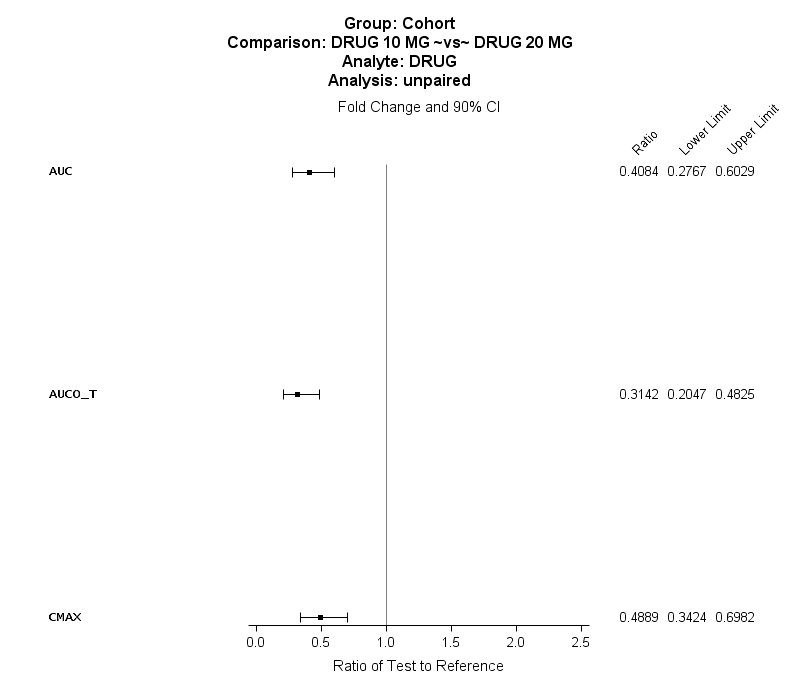 Group: Cohort
Comparison: DRUG 10 MG ~vs~ DRUG 20 MG
Analyte: DRUG
Analysis: unpaired
Fold Change and 90% CI
Ratio
Lower Limit
Upper Limit
AUC
0.4084 0.2767 0.6029
AUCO_T
0.3142 0.2047 0.4825
CMAX
0.4889 0.3424 0.6982
0.0 0.5 1.0 1.5 2.0 2.5
Ratio of Test to Reference